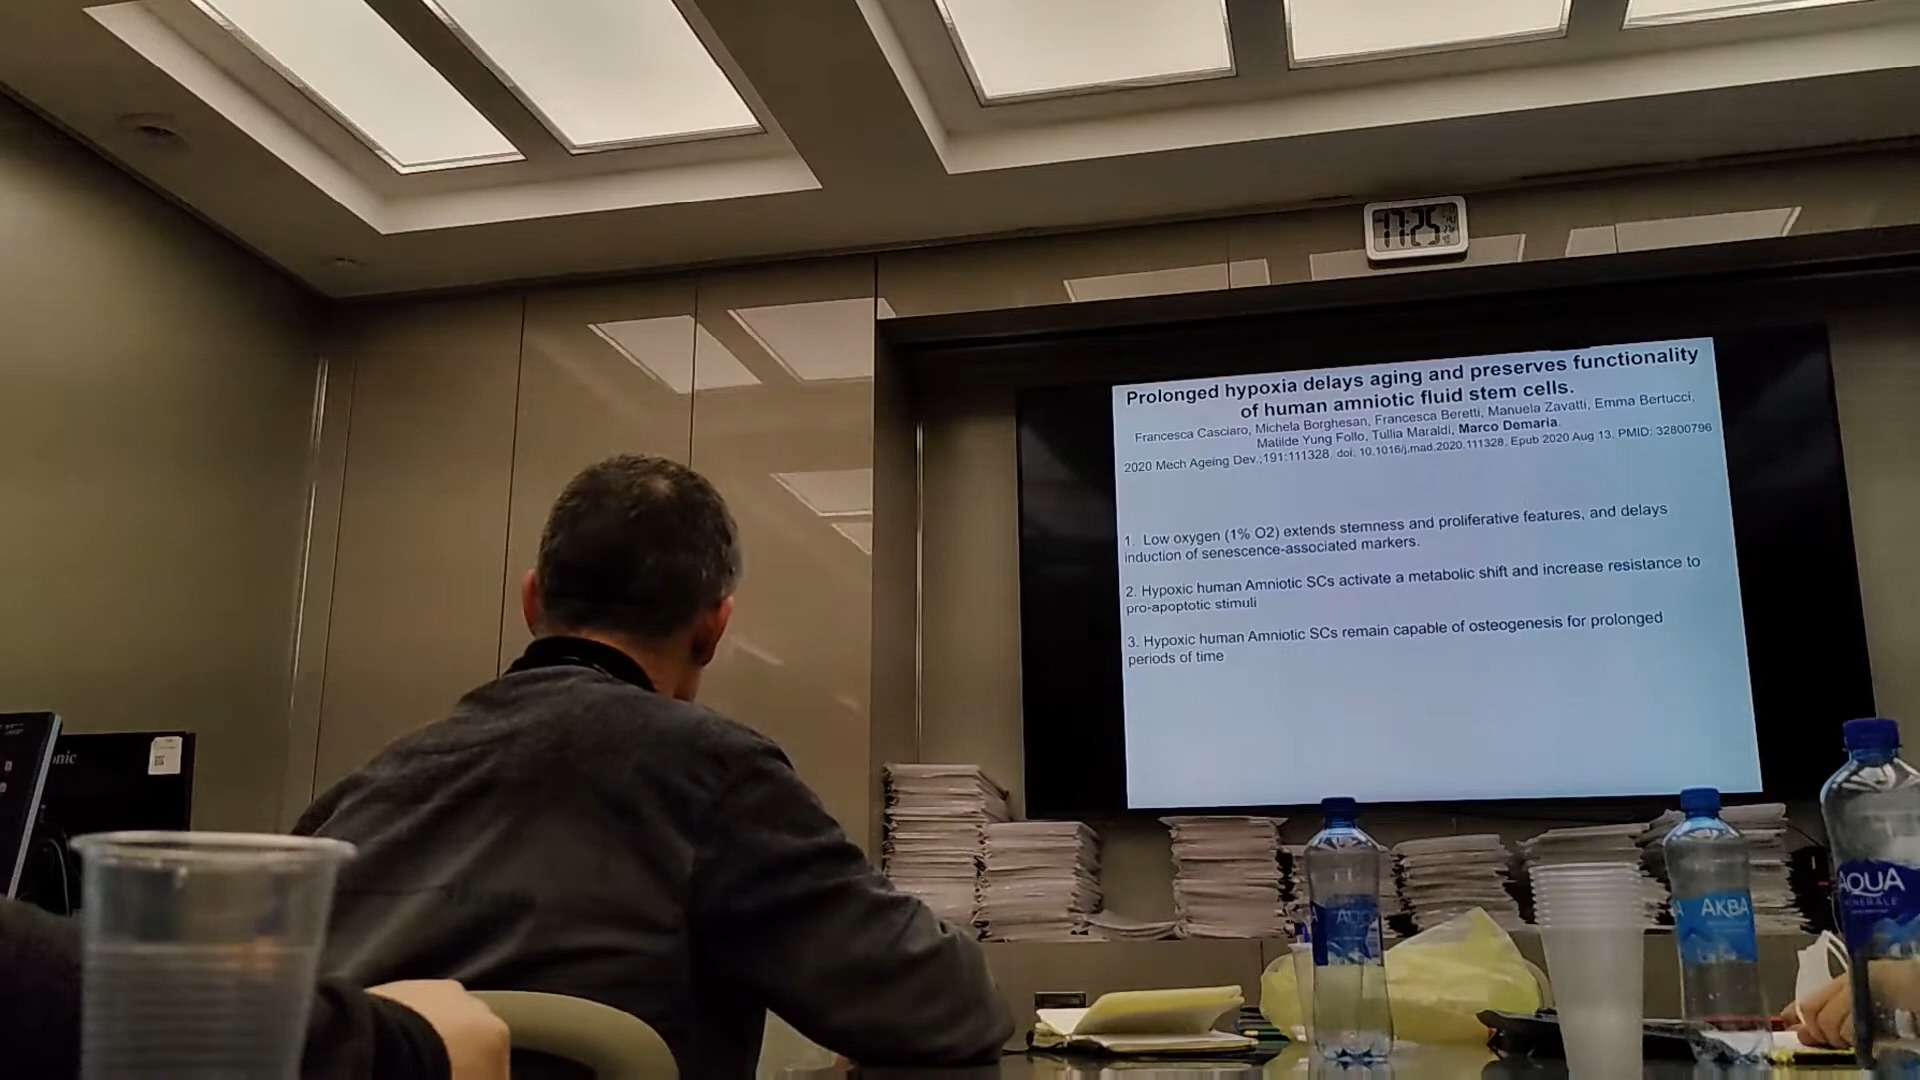 17:25
Prolonged hypoxia delays aging and preserves functionality
of human amniotic fluid stem cells.
Francesca Casciaro, Michela Borghesan, Francesca Beretti, Manuela Zavatti, Emma Bertucci,
Matilde Yung Follo, Tullia Maraldi, Marco Demaria.
2020 Mech Ageing Dev.;191:111328. doi: 10.1016/j.mad.2020.111328. Epub 2020 Aug 13. PMID: 32800796
1. Low oxygen (1% O2) extends stemness and proliferative features, and delays
induction of senescence-associated markers.
2. Hypoxic human Amniotic SCs activate a metabolic shift and increase resistance to
pro-apoptotic stimuli
3. Hypoxic human Amniotic SCs remain capable of osteogenesis for prolonged
periods of time
onic
АКВА
AQUA
MINERALE